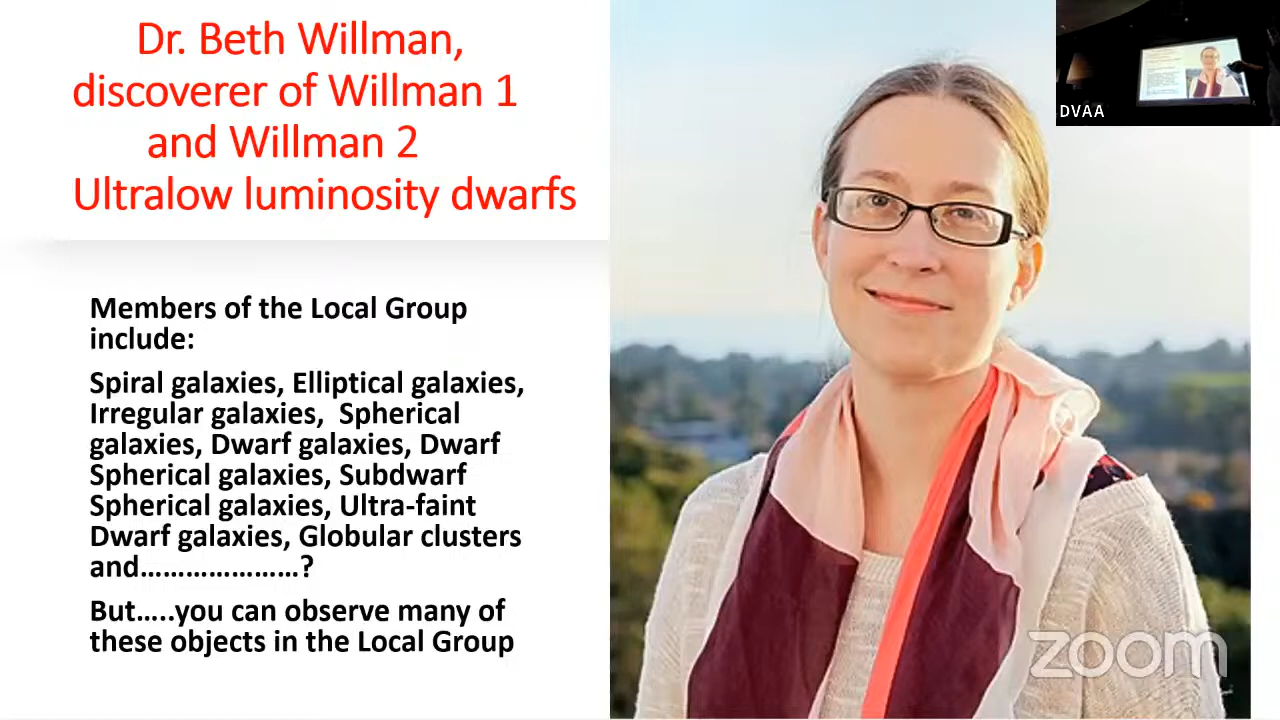 Dr. Beth Willman,
discoverer of Willman 1
and Willman 2
Ultralow luminosity dwarfs
Members of the Local Group
include:
Spiral galaxies, Elliptical galaxies,
Irregular galaxies,  Spherical
galaxies, Dwarf galaxies, Dwarf
Spherical galaxies, Subdwarf
Spherical galaxies, Ultra-faint
Dwarf galaxies, Globular clusters
and…………………?
But…..you can observe many of
these objects in the Local Group
DVAA
zoom